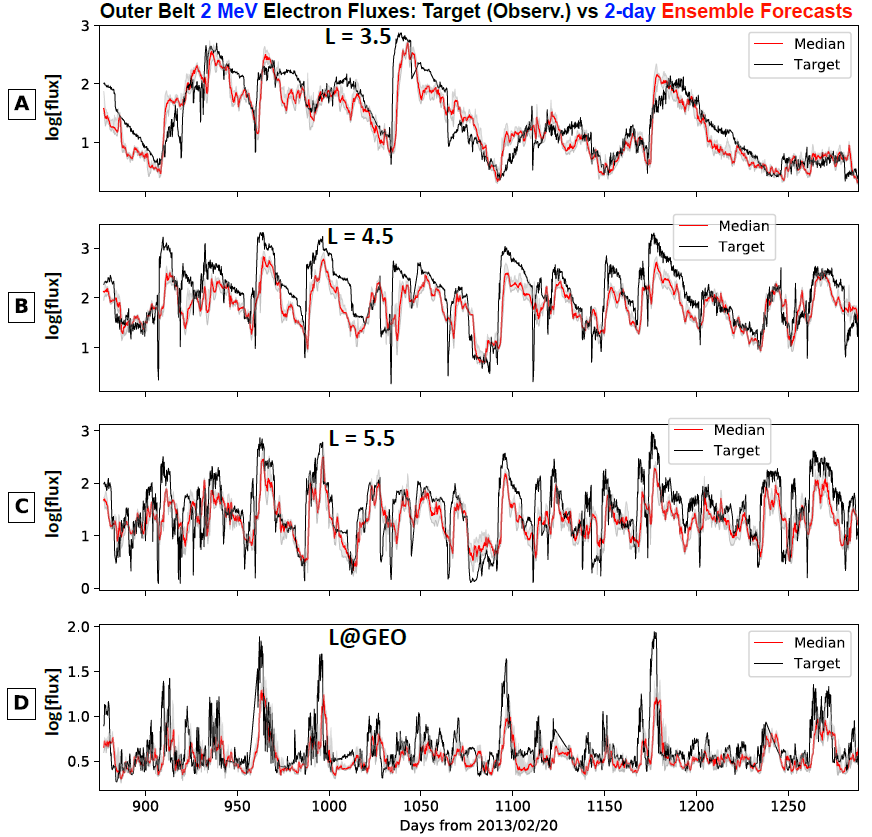 Outer Belt 2 MeV Electron Fluxes: Target (Observ.) vs 2-day Ensemble Forecasts
A
log[flux]
3
2
1
L = 3.5
Median
Target
B
log[flux]
3
2
1
L = 4.5
Median
Target
C
log[flux]
3
2
1
0
L = 5.5
Median
Target
D
log[flux]
2.0
1.5
1.0
0.5
L@GEO
Median
Target
900 950 1000 1050 1100 1150 1200 1250
Days from 2013/02/20